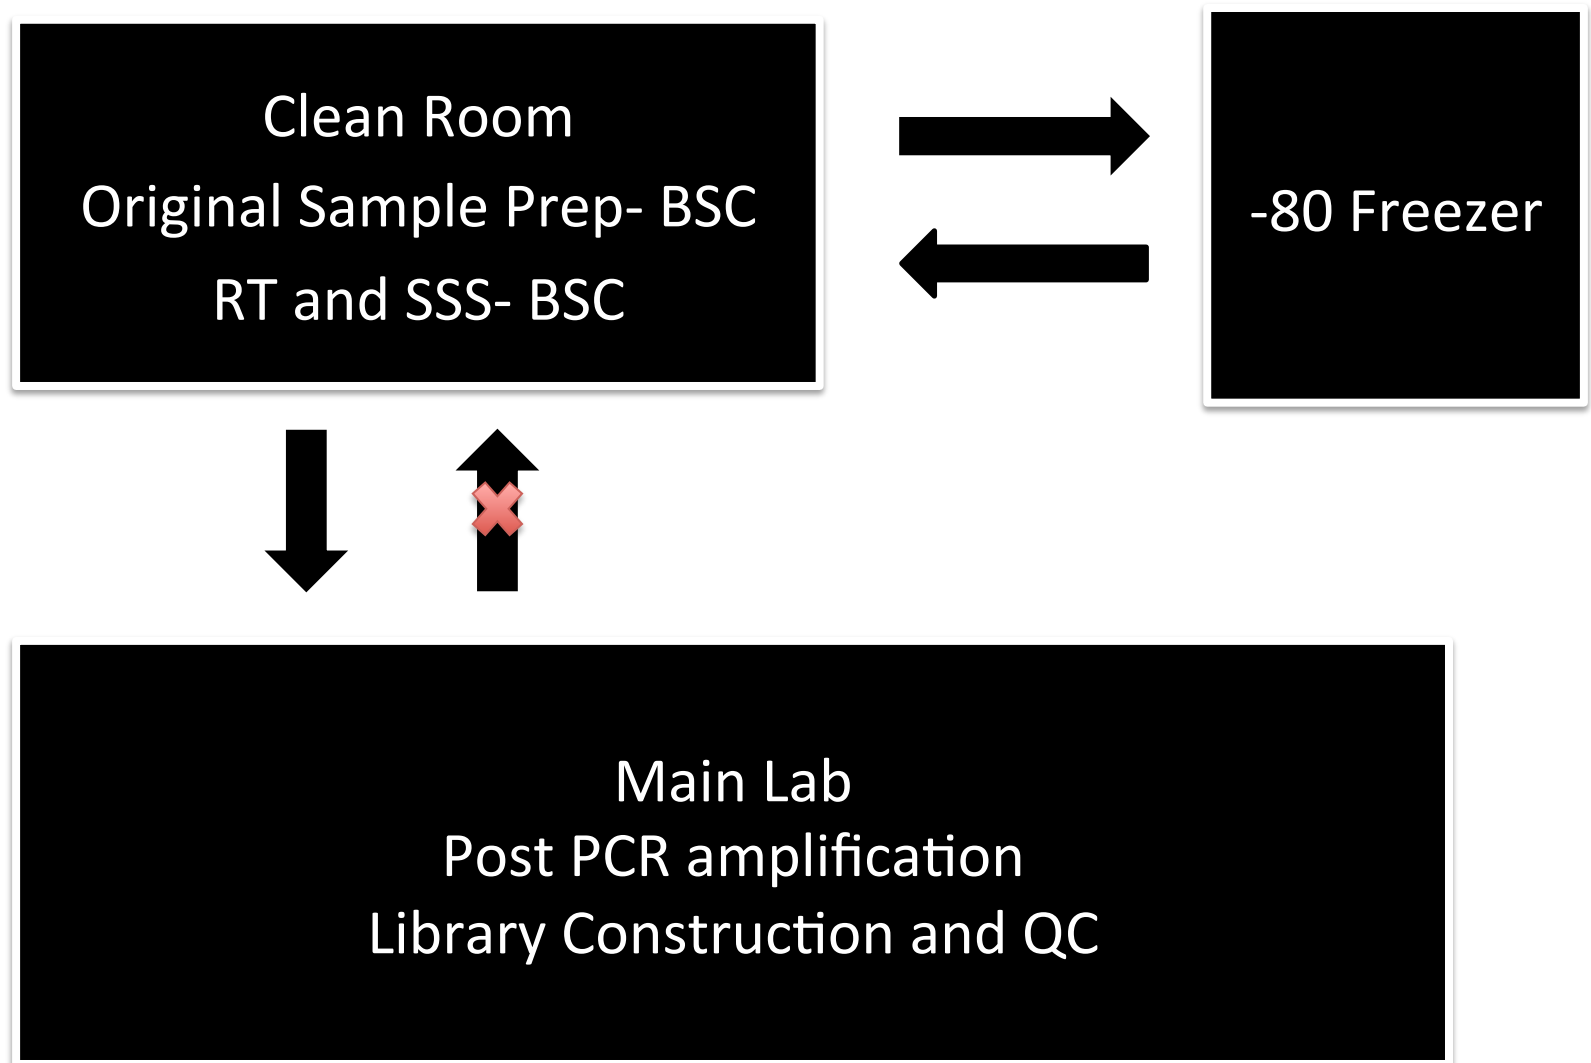 Clean Room
Original Sample Prep- BSC
RT and SSS- BSC
-80 Freezer
Main Lab
Post PCR amplification
Library Construction and QC